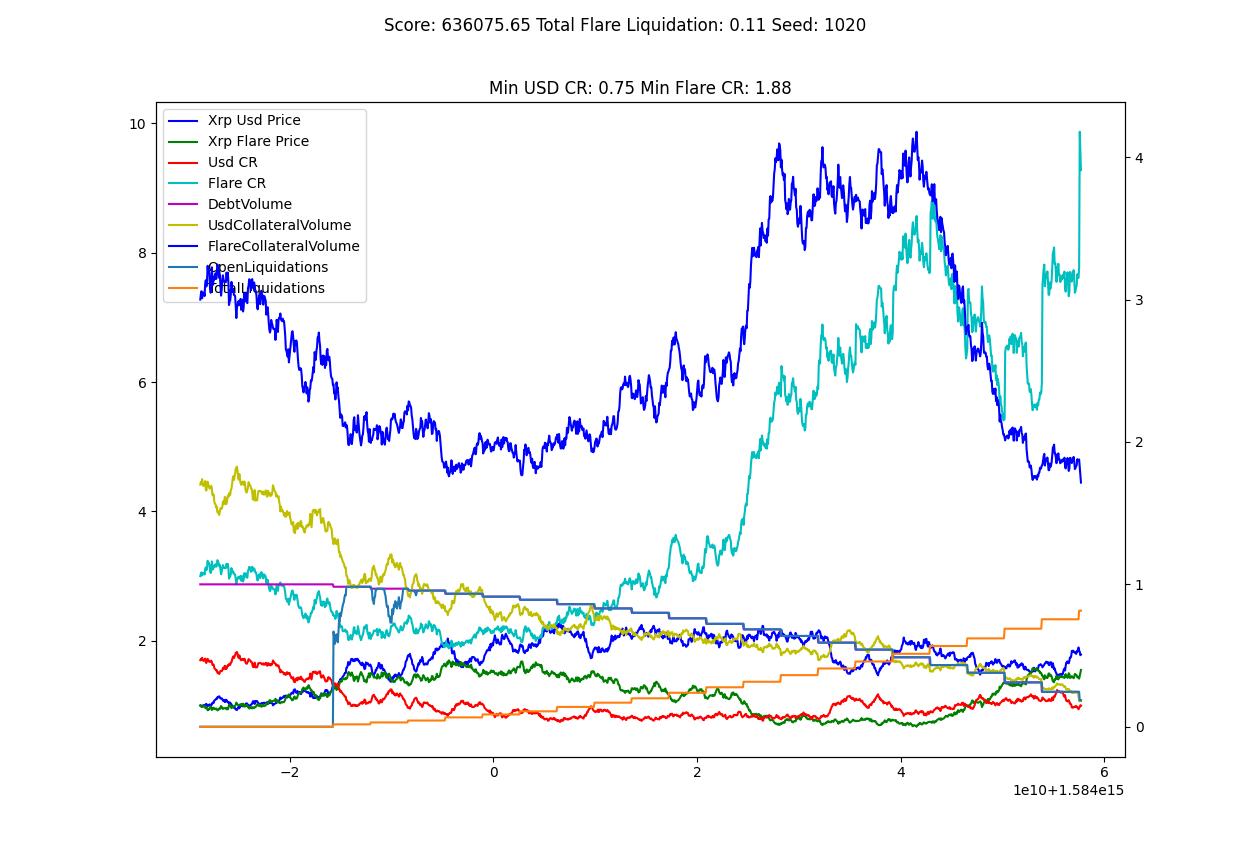 Score: 636075.65 Total Flare Liquidation: 0.11 Seed: 1020
Min USD CR: 0.75 Min Flare CR: 1.88
Xrp Usd Price
Xrp Flare Price
Usd CR
Flare CR
DebtVolume
UsdCollateralVolume
FlareCollateralVolume
OpenLiquidations
TotalLiquidations
10
8
6
4
2
4
3
2
1
0
−2
0
2
4
6
1e10+1.584e15